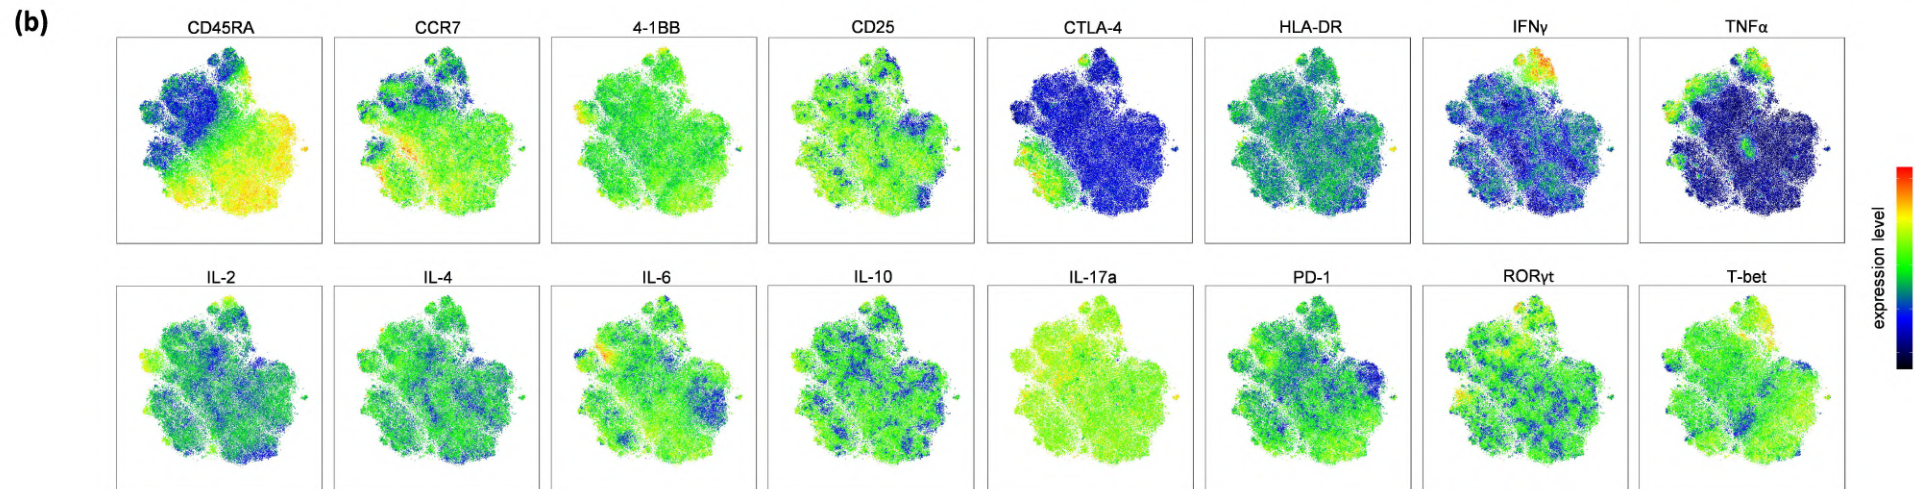 (b)
CD45RA CCR7 4-1BB CD25 CTLA-4 HLA-DR IFNγ TNFα
IL-2 IL-4 IL-6 IL-10 IL-17a PD-1 RORγt T-bet
expression level